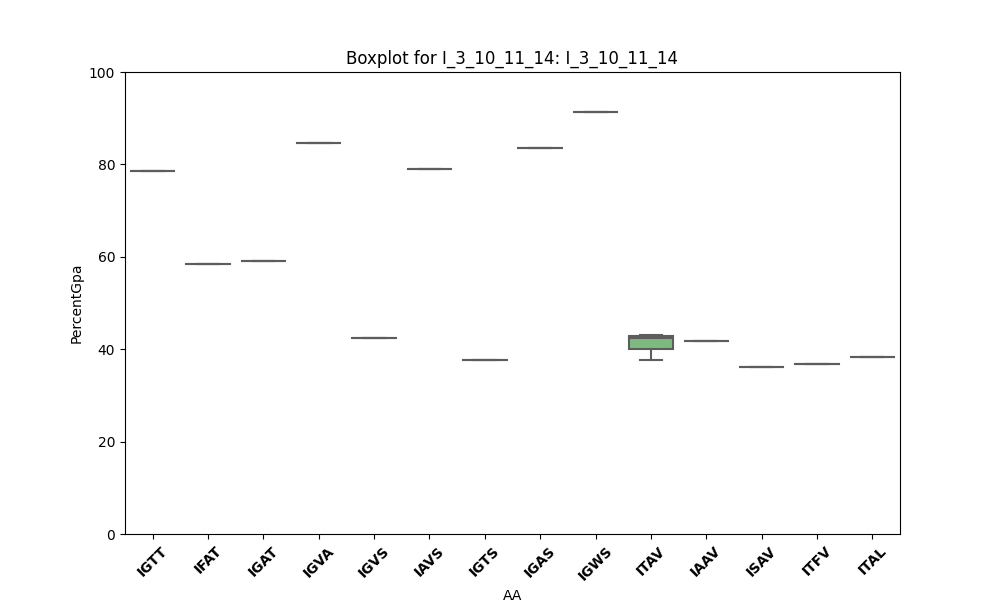 Boxplot for I_3_10_11_14: I_3_10_11_14
100
80
60
40
20
0
PercentGpa
IGTT IFAT IGAT IGVA IGVS IAVS IGTS IGAS IGWS ITAV IAAV ISAV ITFV ITAL
AA